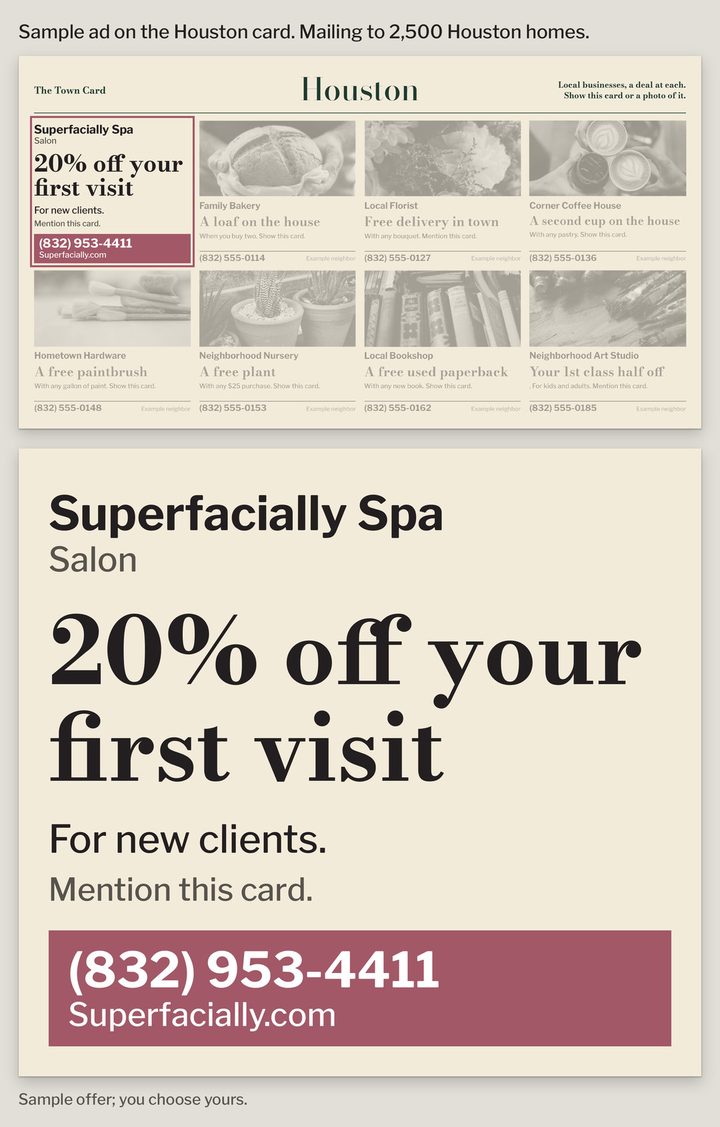 Sample ad on the Houston card. Mailing to 2,500 Houston homes.
The Town Card
Houston
Local businesses, a deal at each.
Show this card or a photo of it.
Superfacially Spa
Salon
20% off your
first visit
For new clients.
Mention this card.
(832) 953-4411
Superfacially.com
Family Bakery
A loaf on the house
When you buy two. Show this card.
(832) 555-0114
Example neighbor
Local Florist
Free delivery in town
With any bouquet. Mention this card.
(832) 555-0127
Example neighbor
Corner Coffee House
A second cup on the house
With any pastry. Show this card.
(832) 555-0136
Example neighbor
Hometown Hardware
A free paintbrush
With any gallon of paint. Show this card.
(832) 555-0148
Example neighbor
Neighborhood Nursery
A free plant
With any $25 purchase. Show this card.
(832) 555-0153
Example neighbor
Local Bookshop
A free used paperback
With any new book. Show this card.
(832) 555-0162
Example neighbor
Neighborhood Art Studio
Your 1st class half off
For kids and adults. Mention this card.
(832) 555-0185
Example neighbor
Superfacially Spa
Salon
20% off your
first visit
For new clients.
Mention this card.
(832) 953-4411
Superfacially.com
Sample offer; you choose yours.